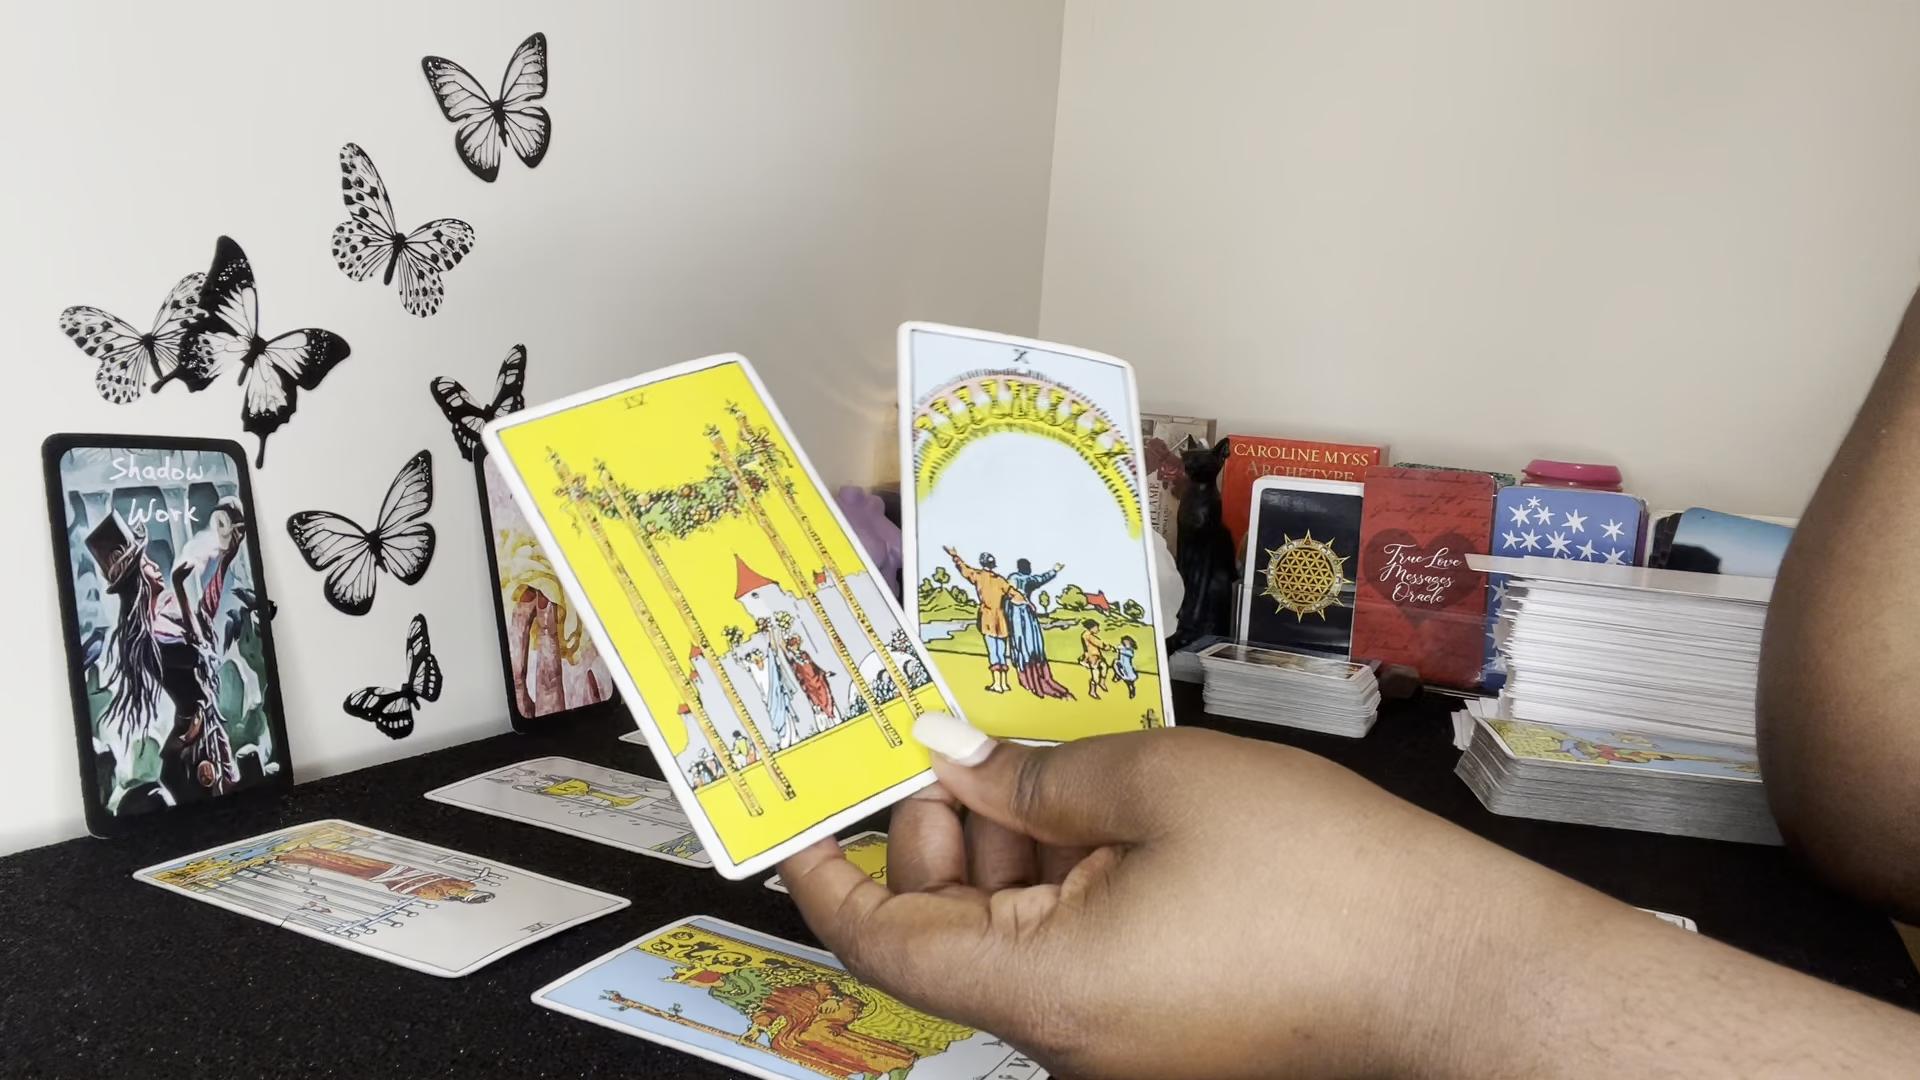 Shadow
Work
IV
X
CAROLINE MYSS
ARCHETYPE
True Love
Messages
Oracle